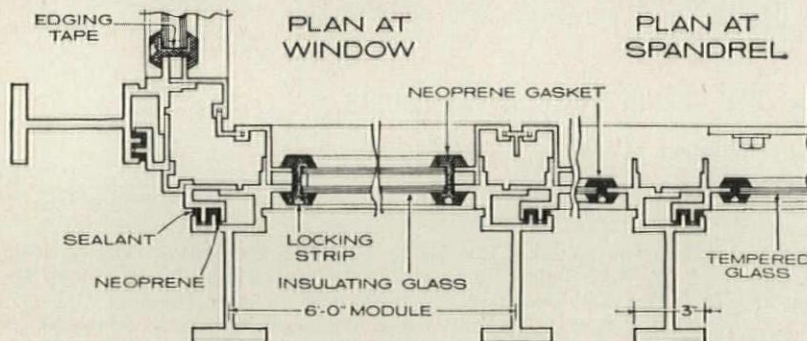 EDGING
TAPE
PLAN AT
WINDOW
PLAN AT
SPANDREL
NEOPRENE GASKET
SEALANT
NEOPRENE
LOCKING
STRIP
INSULATING GLASS
TEMPERED
GLASS
6'-0" MODULE
3"